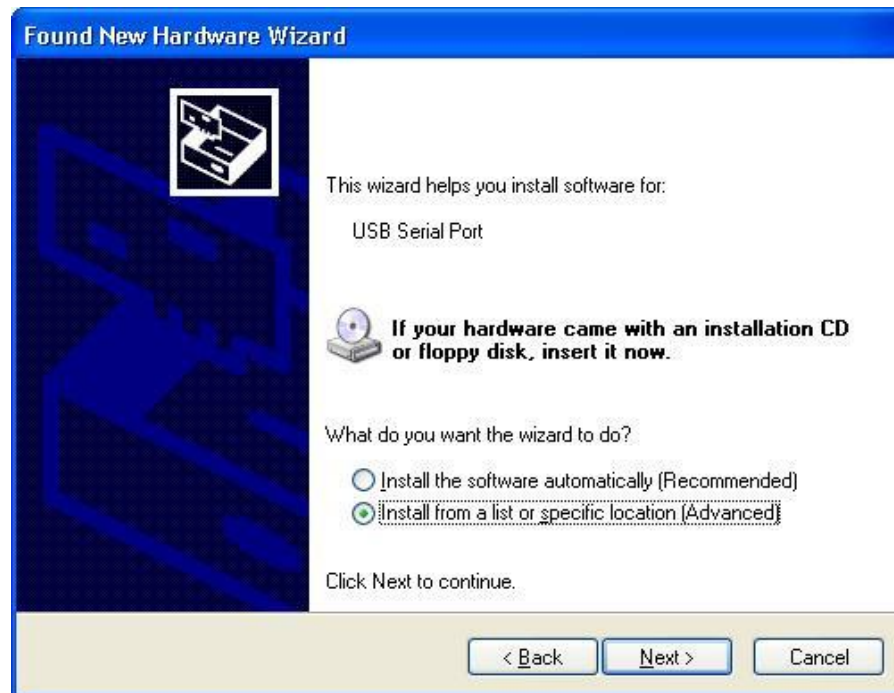 Found New Hardware Wizard
This wizard helps you install software for:
USB Serial Port
If your hardware came with an installation CD
or floppy disk, insert it now.
What do you want the wizard to do?
Install the software automatically (Recommended)
Install from a list or specific location (Advanced)
Click Next to continue.
< Back
Next >
Cancel